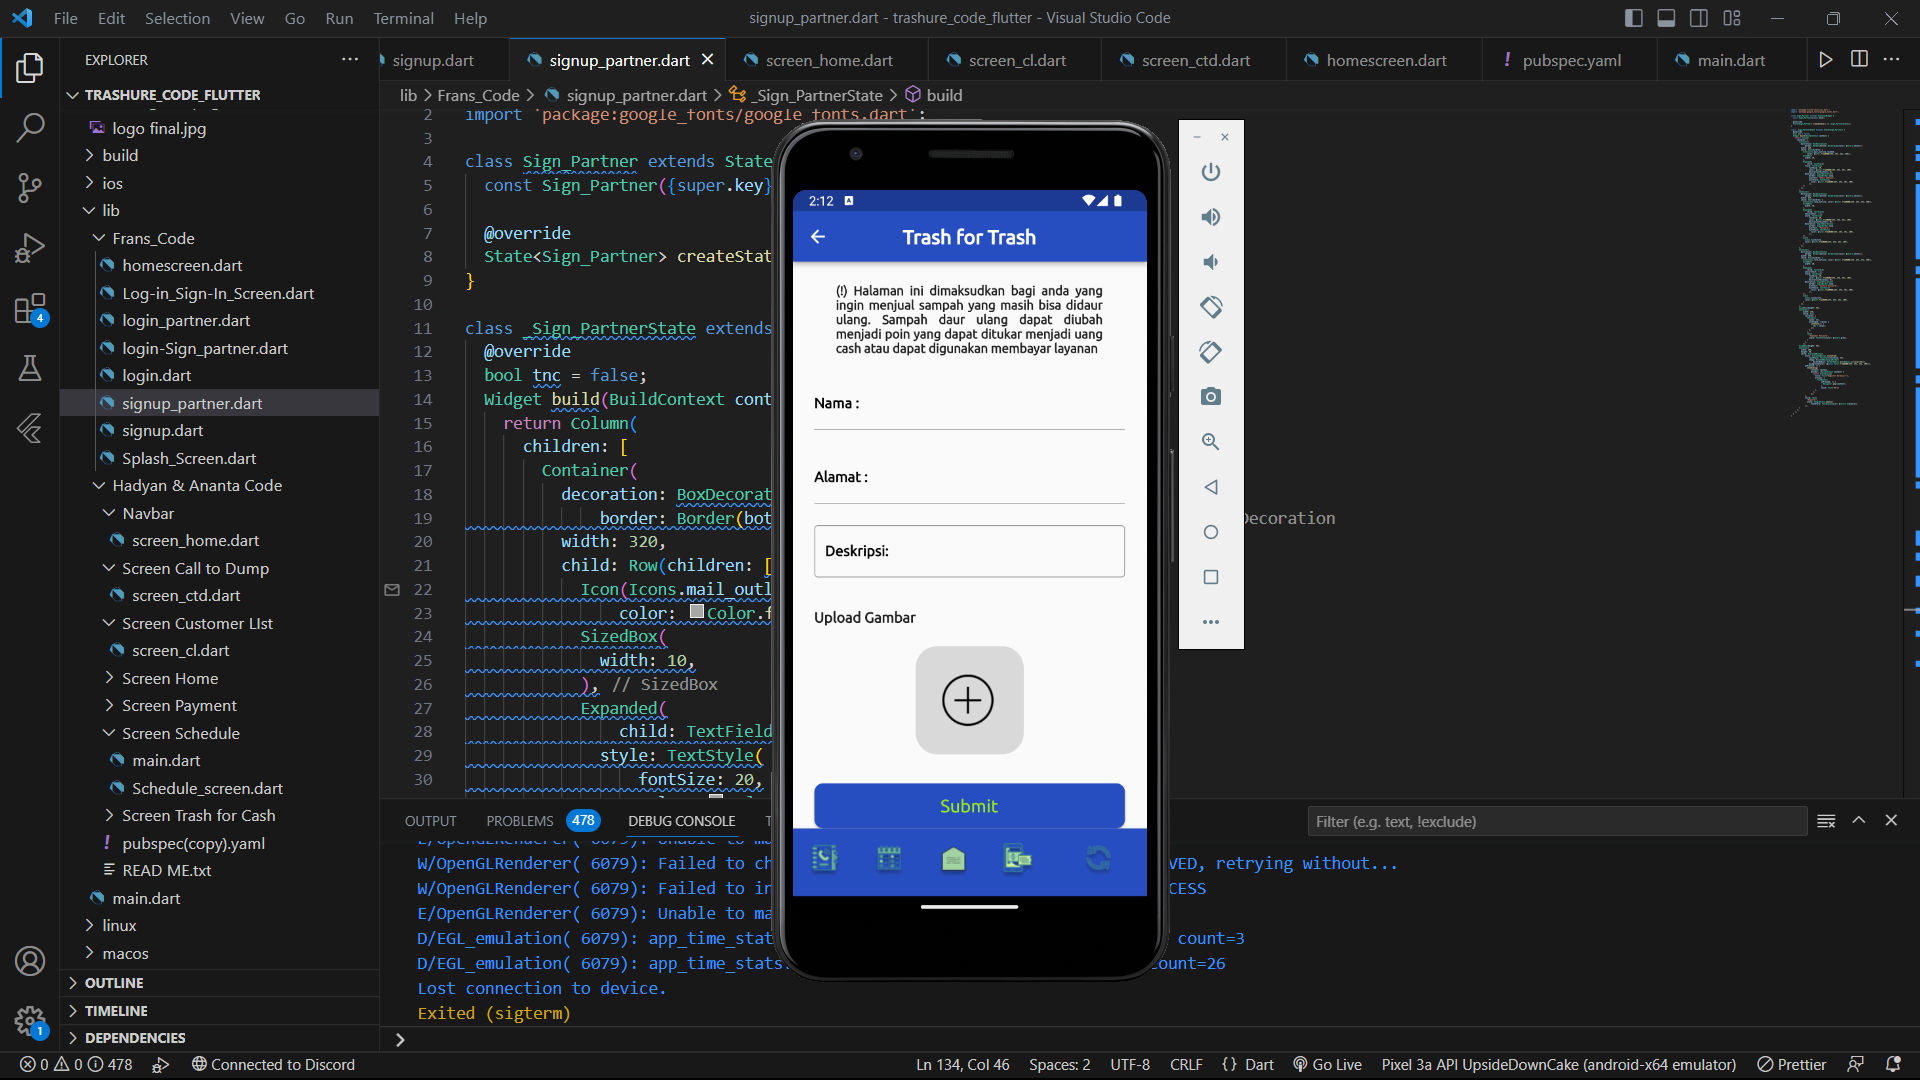 File Edit Selection View Go Run Terminal Help
signup_partner.dart - trashure_code_flutter - Visual Studio Code
EXPLORER
signup.dart
signup_partner.dart
screen_home.dart
screen_cl.dart
screen_ctd.dart
homescreen.dart
! pubspec.yaml
main.dart
TRASHURE_CODE_FLUTTER
logo final.jpg
build
ios
lib
Frans_Code
homescreen.dart
Log-in_Sign-In_Screen.dart
login_partner.dart
login-Sign_partner.dart
login.dart
signup_partner.dart
signup.dart
Splash_Screen.dart
Hadyan & Ananta Code
Navbar
screen_home.dart
Screen Call to Dump
screen_ctd.dart
Screen Customer LIst
screen_cl.dart
Screen Home
Screen Payment
Screen Schedule
main.dart
Schedule_screen.dart
Screen Trash for Cash
! pubspec(copy).yaml
READ ME.txt
main.dart
linux
macos
OUTLINE
TIMELINE
DEPENDENCIES
4
1
lib > Frans_Code > signup_partner.dart > _Sign_PartnerState > build
2 import 'package:google_fonts/google_fonts.dart';
3
4 class Sign_Partner extends State
5 const Sign_Partner({super.key}
6
7 @override
8 State<Sign_Partner> createStat
9 }
10
11 class _Sign_PartnerState extends
12 @override
13 bool tnc = false;
14 Widget build(BuildContext cont
15 return Column(
16 children: [
17 Container(
18 decoration: BoxDecorat
19 border: Border(bot
Decoration
20 width: 320,
21 child: Row(children: [
22 Icon(Icons.mail_outl
23 color: Color.f
24 SizedBox(
25 width: 10,
26 ), // SizedBox
27 Expanded(
28 child: TextField
29 style: TextStyle(
30 fontSize: 20,
2:12
Trash for Trash
(!) Halaman ini dimaksudkan bagi anda yang
ingin menjual sampah yang masih bisa didaur
ulang. Sampah daur ulang dapat diubah
menjadi poin yang dapat ditukar menjadi uang
cash atau dapat digunakan membayar layanan
Nama :
Alamat :
Deskripsi:
Upload Gambar
Submit
OUTPUT PROBLEMS 478 DEBUG CONSOLE T
Filter (e.g. text, !exclude)
W/OpenGLRenderer( 6079): Failed to ch
VED, retrying without...
W/OpenGLRenderer( 6079): Failed to in
CESS
E/OpenGLRenderer( 6079): Unable to ma
D/EGL_emulation( 6079): app_time_stat
count=3
D/EGL_emulation( 6079): app_time_stats:
ount=26
Lost connection to device.
Exited (sigterm)
0 0 478 Connected to Discord
Ln 134, Col 46 Spaces: 2 UTF-8 CRLF {} Dart Go Live Pixel 3a API UpsideDownCake (android-x64 emulator) Prettier